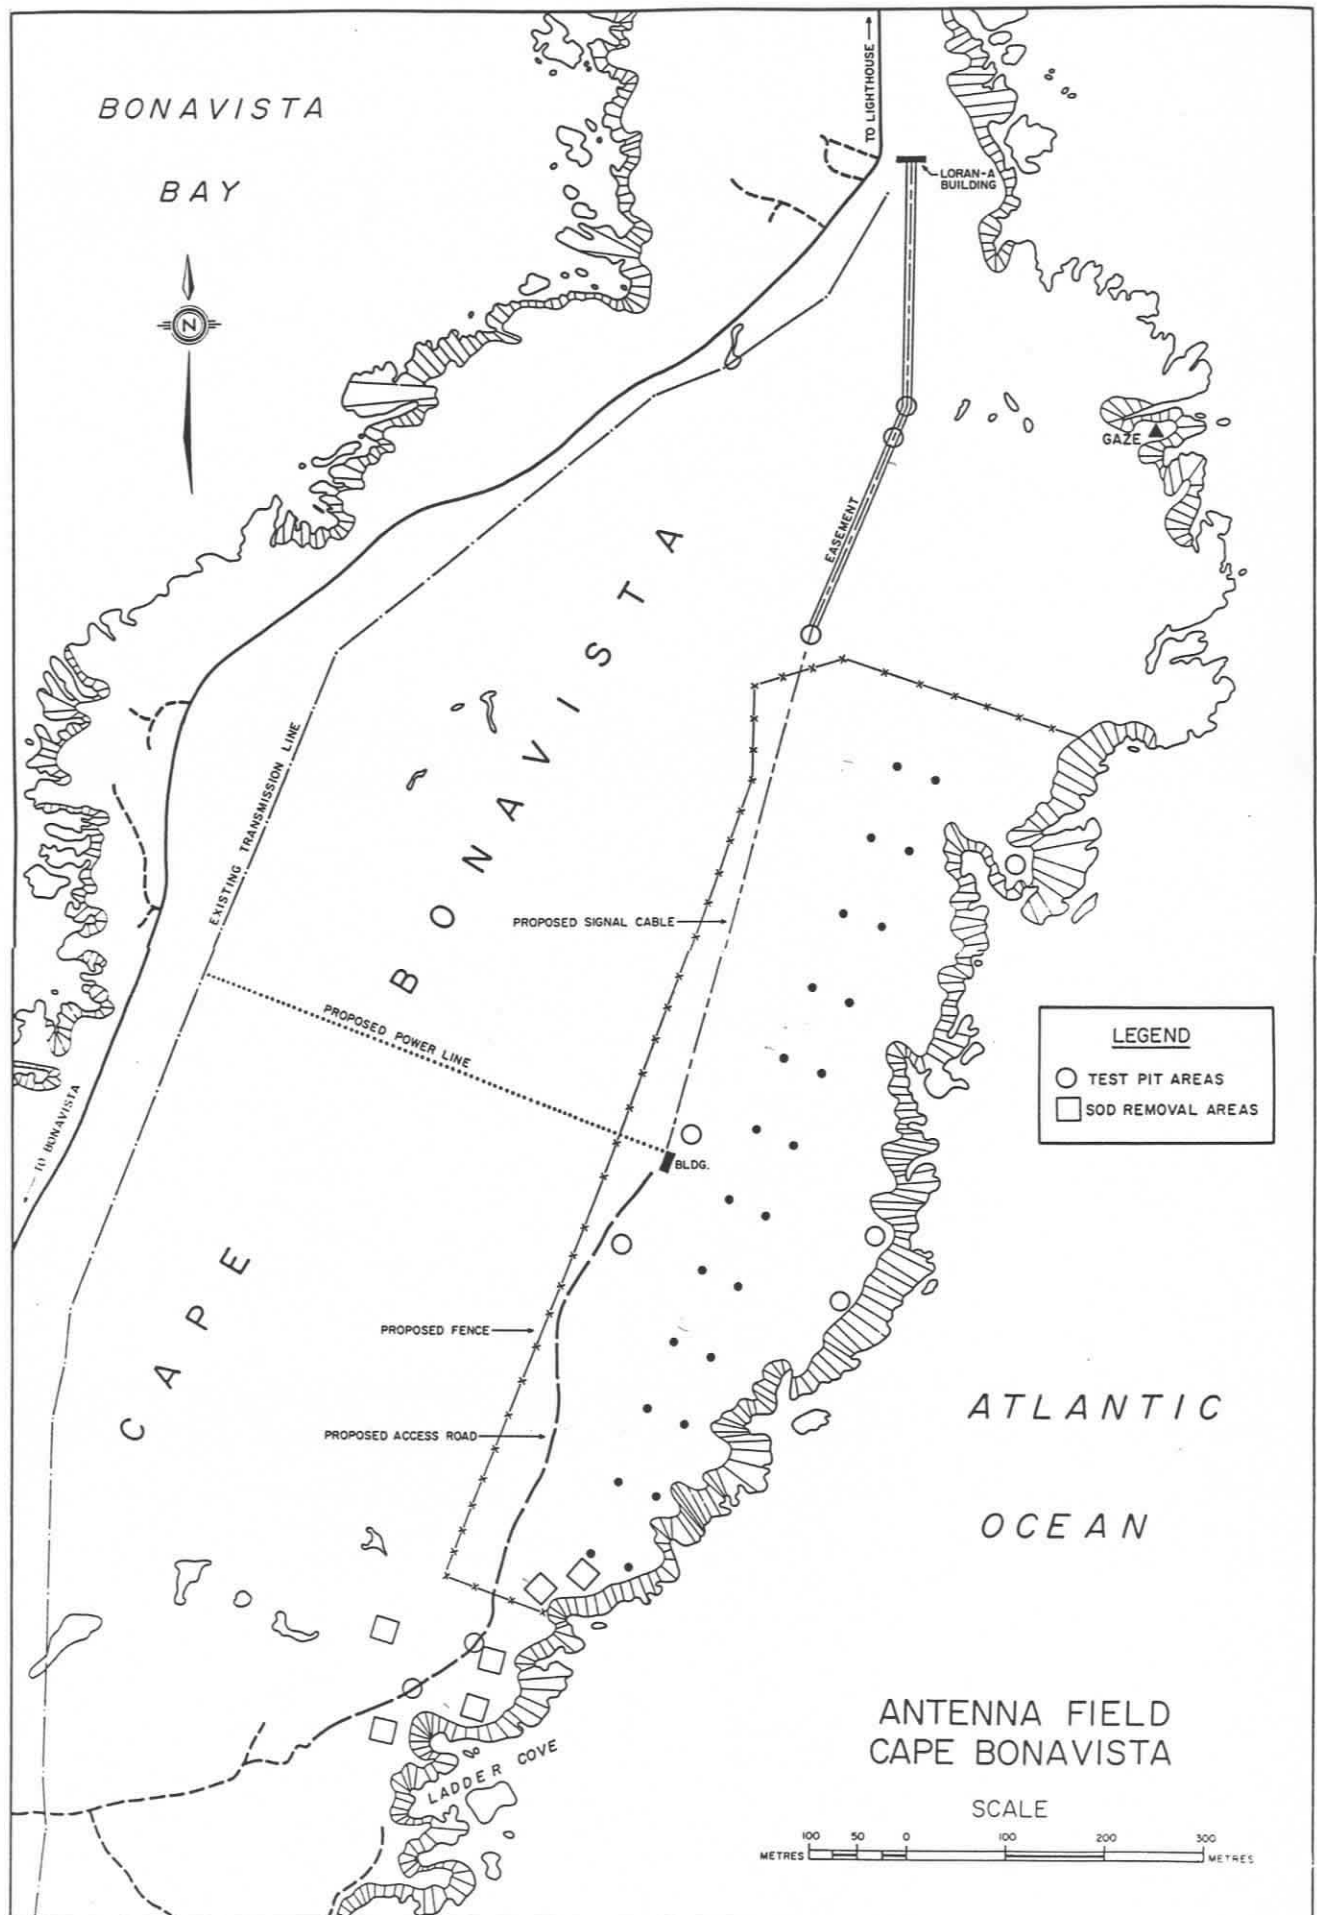 BONAVISTA
BAY
N
TO LIGHTHOUSE
LORAN-A
BUILDING
GAZE
EASEMENT
EXISTING TRANSMISSION LINE
CAPE BONAVISTA
PROPOSED SIGNAL CABLE
PROPOSED POWER LINE
TO BONAVISTA
BLDG.
LEGEND
TEST PIT AREAS
SOD REMOVAL AREAS
PROPOSED FENCE
PROPOSED ACCESS ROAD
ATLANTIC
OCEAN
LADDER COVE
ANTENNA FIELD
CAPE BONAVISTA
SCALE
100 50 0 100 200 300
METRES METRES